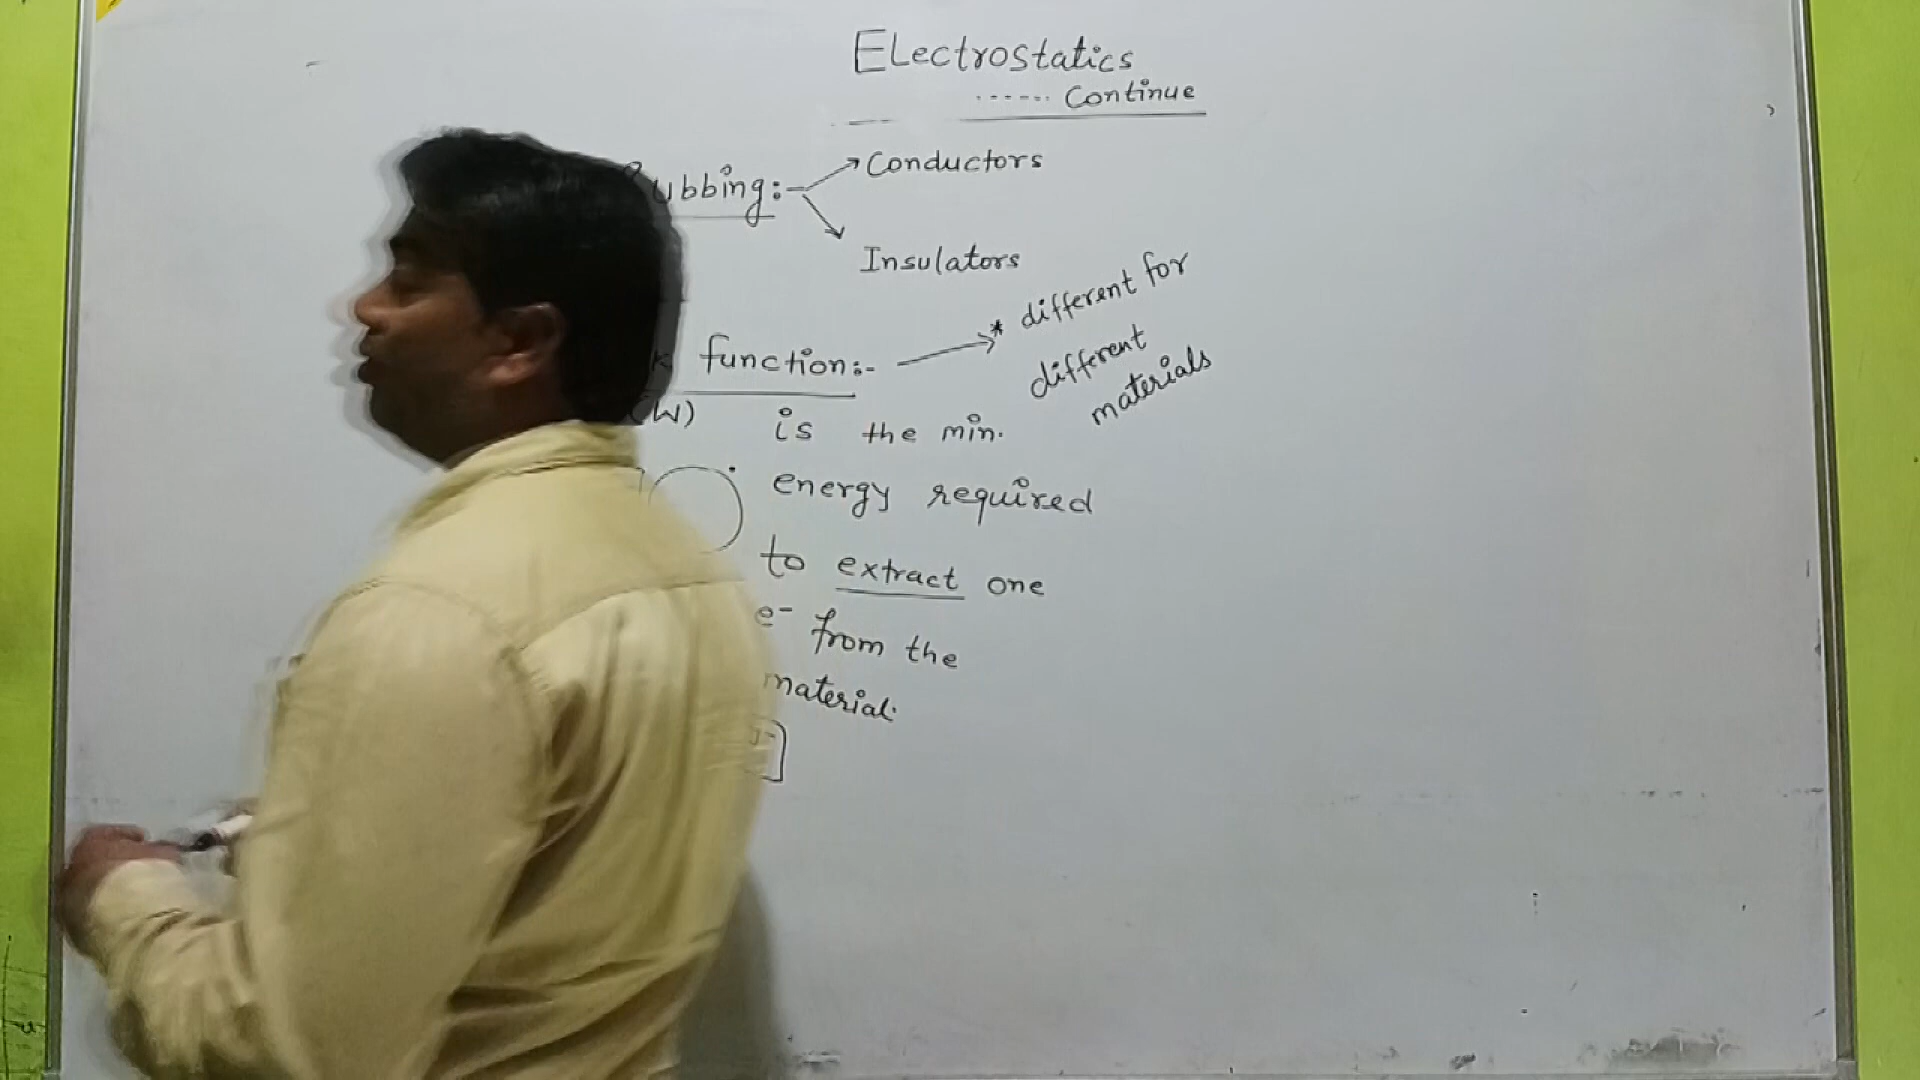 ELectrostatics
...... Continue
Rubbing:- Conductors
Insulators
function:- * different for
different
materials
(W) is the min.
energy required
to extract one
e⁻ from the
material.